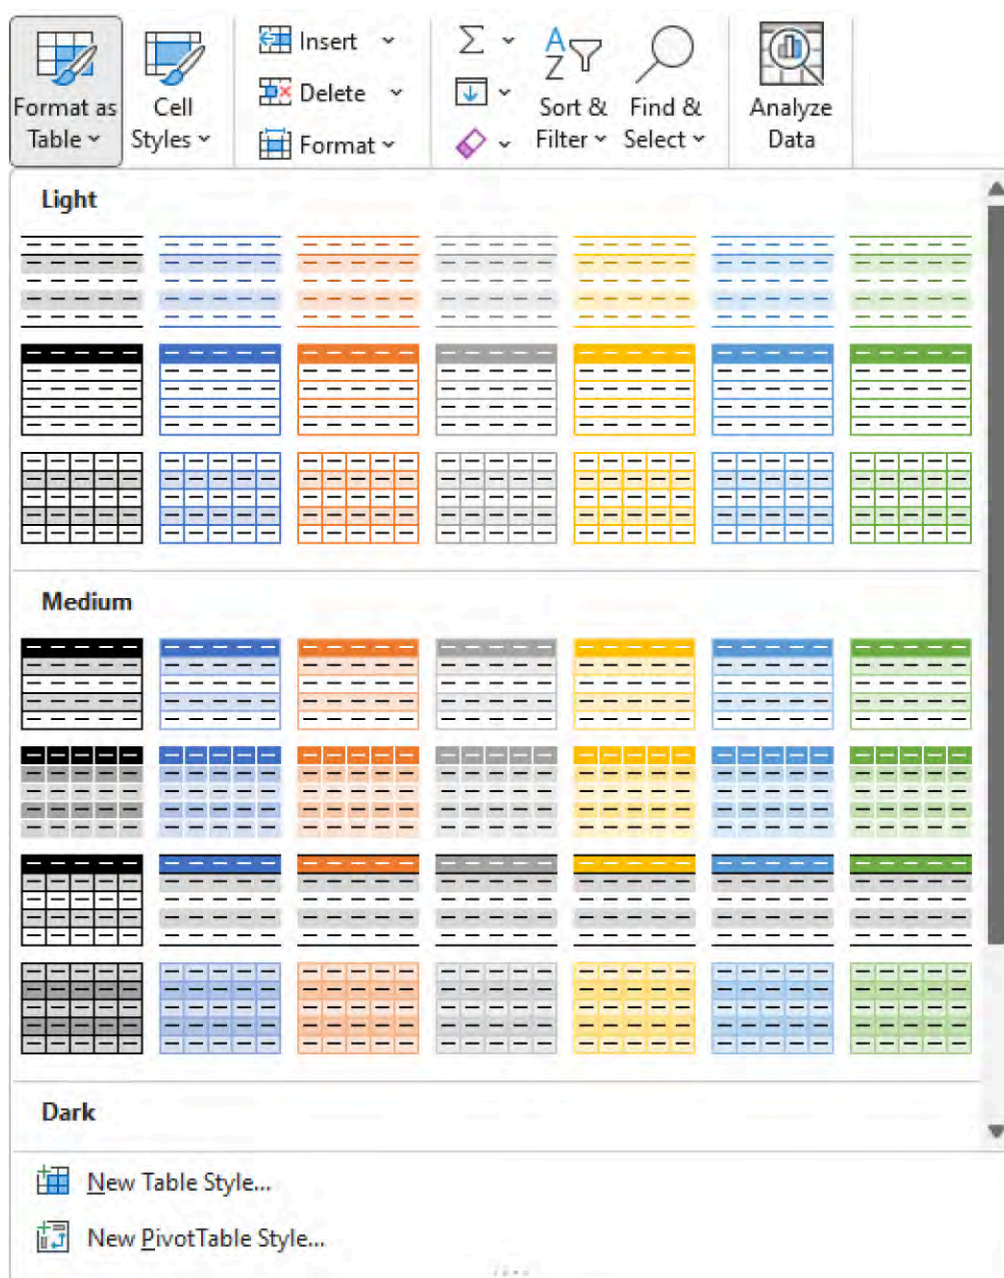 Format as
Table
Cell
Styles
Insert
Delete
Format
Sort &
Filter
Find &
Select
Analyze
Data
Light
Medium
Dark
New Table Style...
New PivotTable Style...